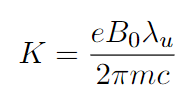 K = \frac{eB_0\lambda_u}{2\pi mc}